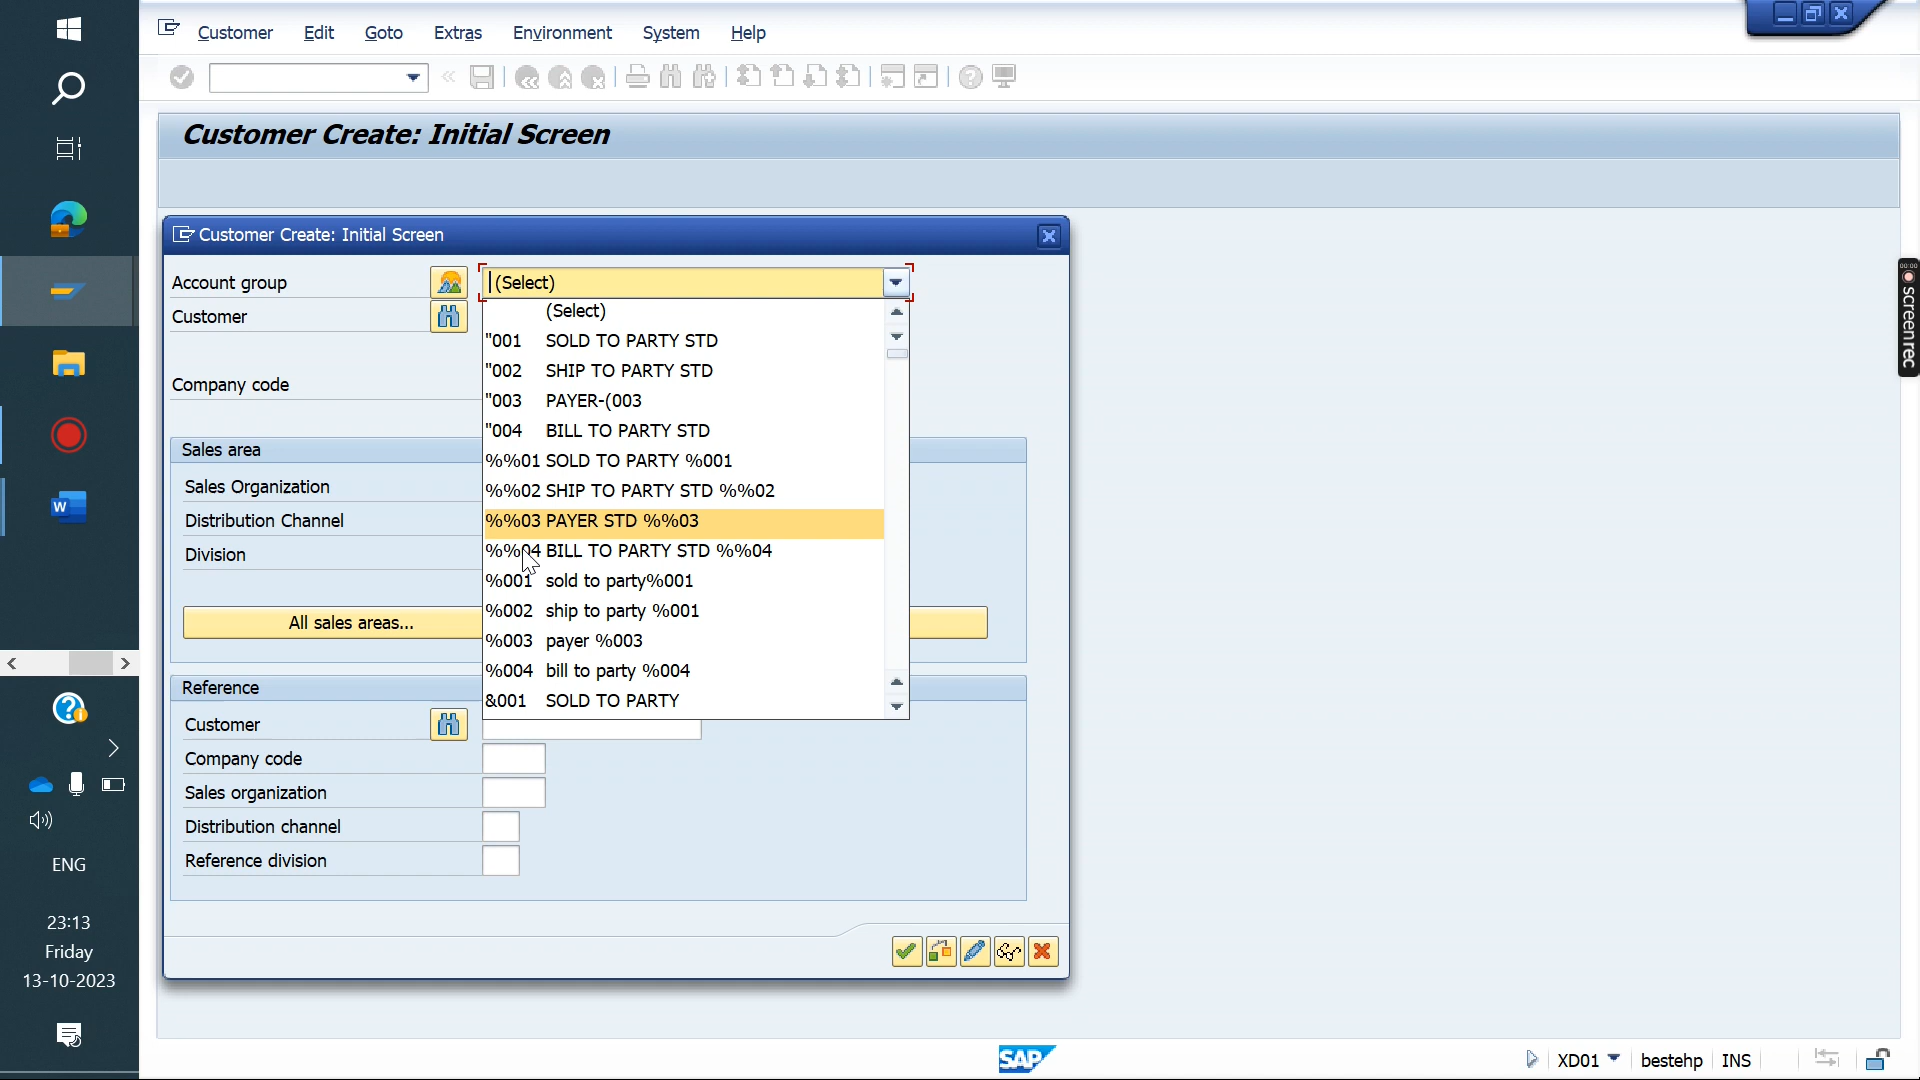 Customer Edit Goto Extras Environment System Help
Customer Create: Initial Screen
Customer Create: Initial Screen
Account group
(Select)
Customer
Company code
(Select)
"001 SOLD TO PARTY STD
"002 SHIP TO PARTY STD
"003 PAYER-(003
"004 BILL TO PARTY STD
%%01 SOLD TO PARTY %001
%%02 SHIP TO PARTY STD %%02
%%03 PAYER STD %%03
%%04 BILL TO PARTY STD %%04
%001 sold to party%001
%002 ship to party %001
%003 payer %003
%004 bill to party %004
&001 SOLD TO PARTY
Sales area
Sales Organization
Distribution Channel
Division
All sales areas...
Reference
Customer
Company code
Sales organization
Distribution channel
Reference division
SAP
XD01
bestehp
INS
W
ENG
23:13
Friday
13-10-2023
00:00
screenrec